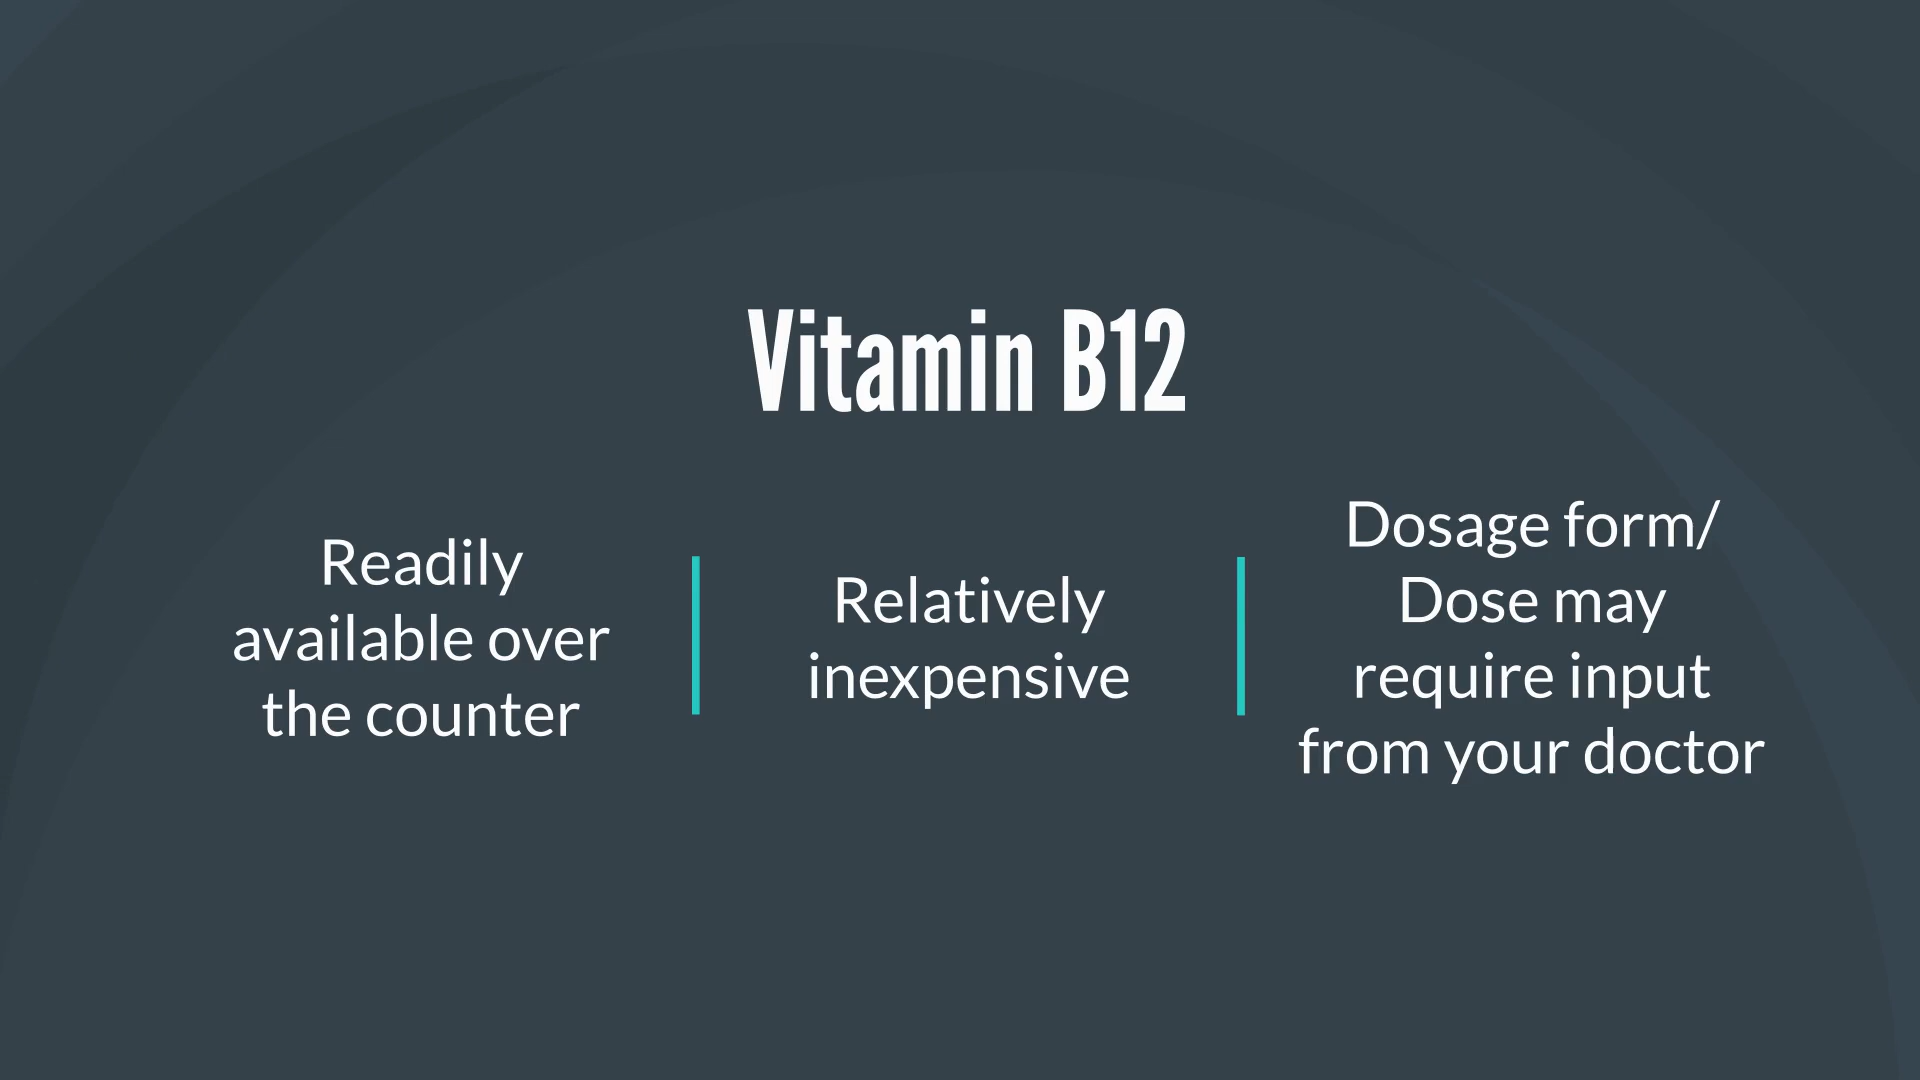 Vitamin B12
Readily
available over
the counter
Relatively
inexpensive
Dosage form/
Dose may
require input
from your doctor